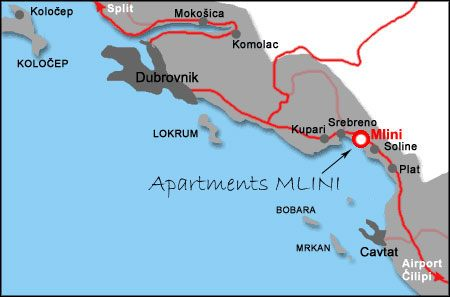 Koločep
Split
Mokošica
Komolac
KOLOČEP
Dubrovnik
LOKRUM
Srebreno
Kupari
Mlini
Soline
Plat
Apartments MLINI
BOBARA
MRKAN
Cavtat
Airport
Čilipi